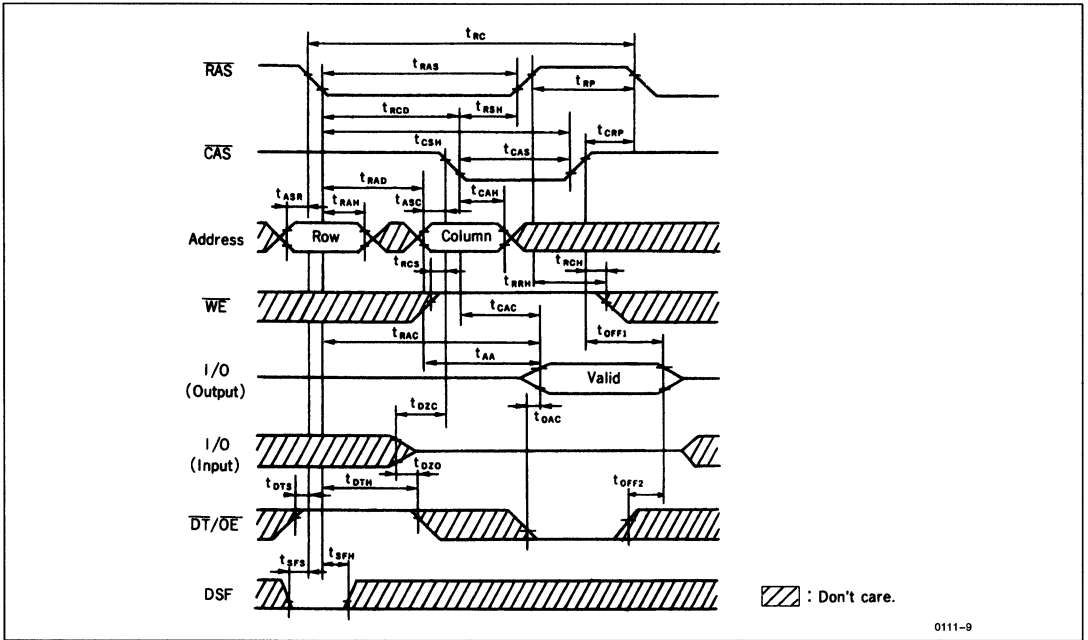 tRC
RAS
tRAS
tRP
tRCD
tRSH
tCRP
tCSH
CAS
tCAS
tRAD
tCAH
tASR
tRAH
tASC
Address
Row
Column
tRCS
tRCH
tRRH
WE
tCAC
tRAC
tOFF1
tAA
I/O
(Output)
Valid
tDZC
tOAC
I/O
(Input)
tDZO
tOFF2
tDTS
tDTH
DT/OE
tSFS
tSFH
DSF
: Don't care.
0111-9